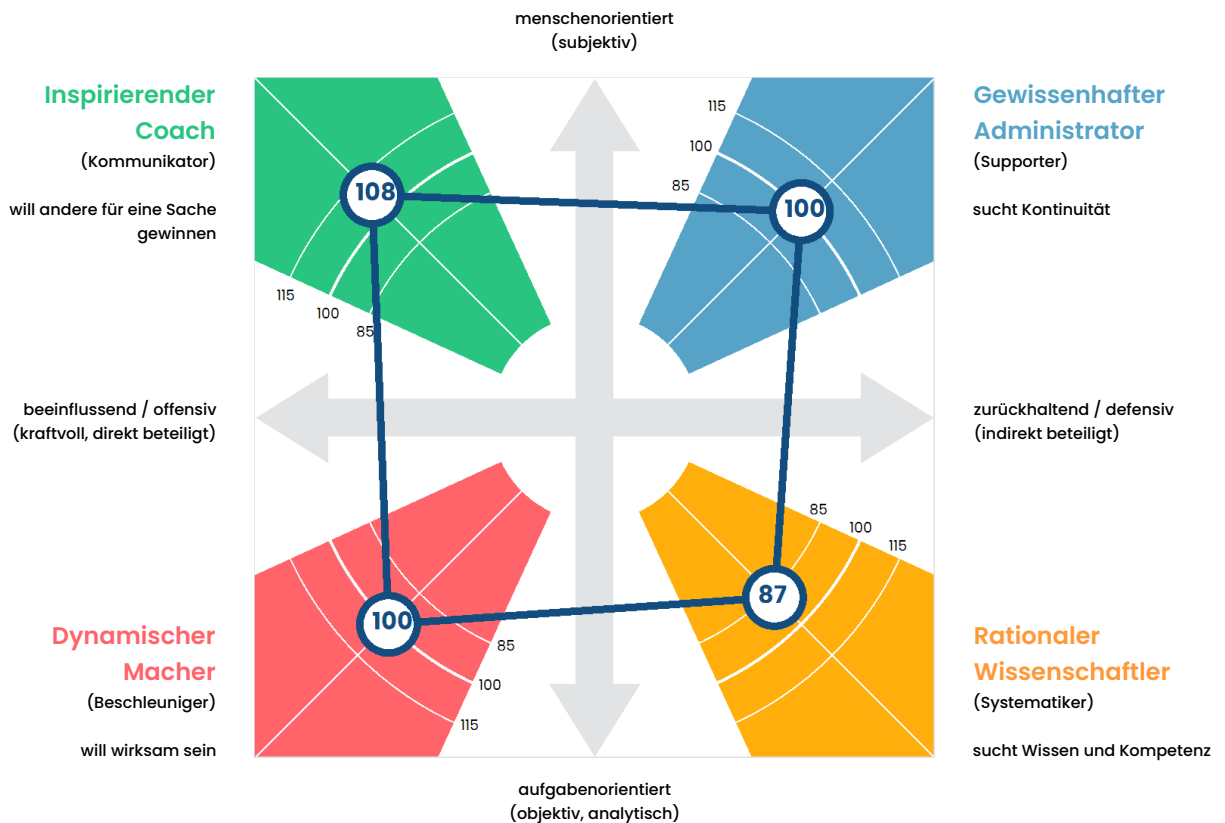 menschenorientiert
(subjektiv)
Inspirierender
Coach
(Kommunikator)
will andere für eine Sache
gewinnen
115
100
85
108
115
100
85
100
Gewissenhafter
Administrator
(Supporter)
sucht Kontinuität
beeinflussend / offensiv
(kraftvoll, direkt beteiligt)
zurückhaltend / defensiv
(indirekt beteiligt)
Dynamischer
Macher
(Beschleuniger)
will wirksam sein
100
85
100
115
85
100
115
87
Rationaler
Wissenschaftler
(Systematiker)
sucht Wissen und Kompetenz
aufgabenorientiert
(objektiv, analytisch)